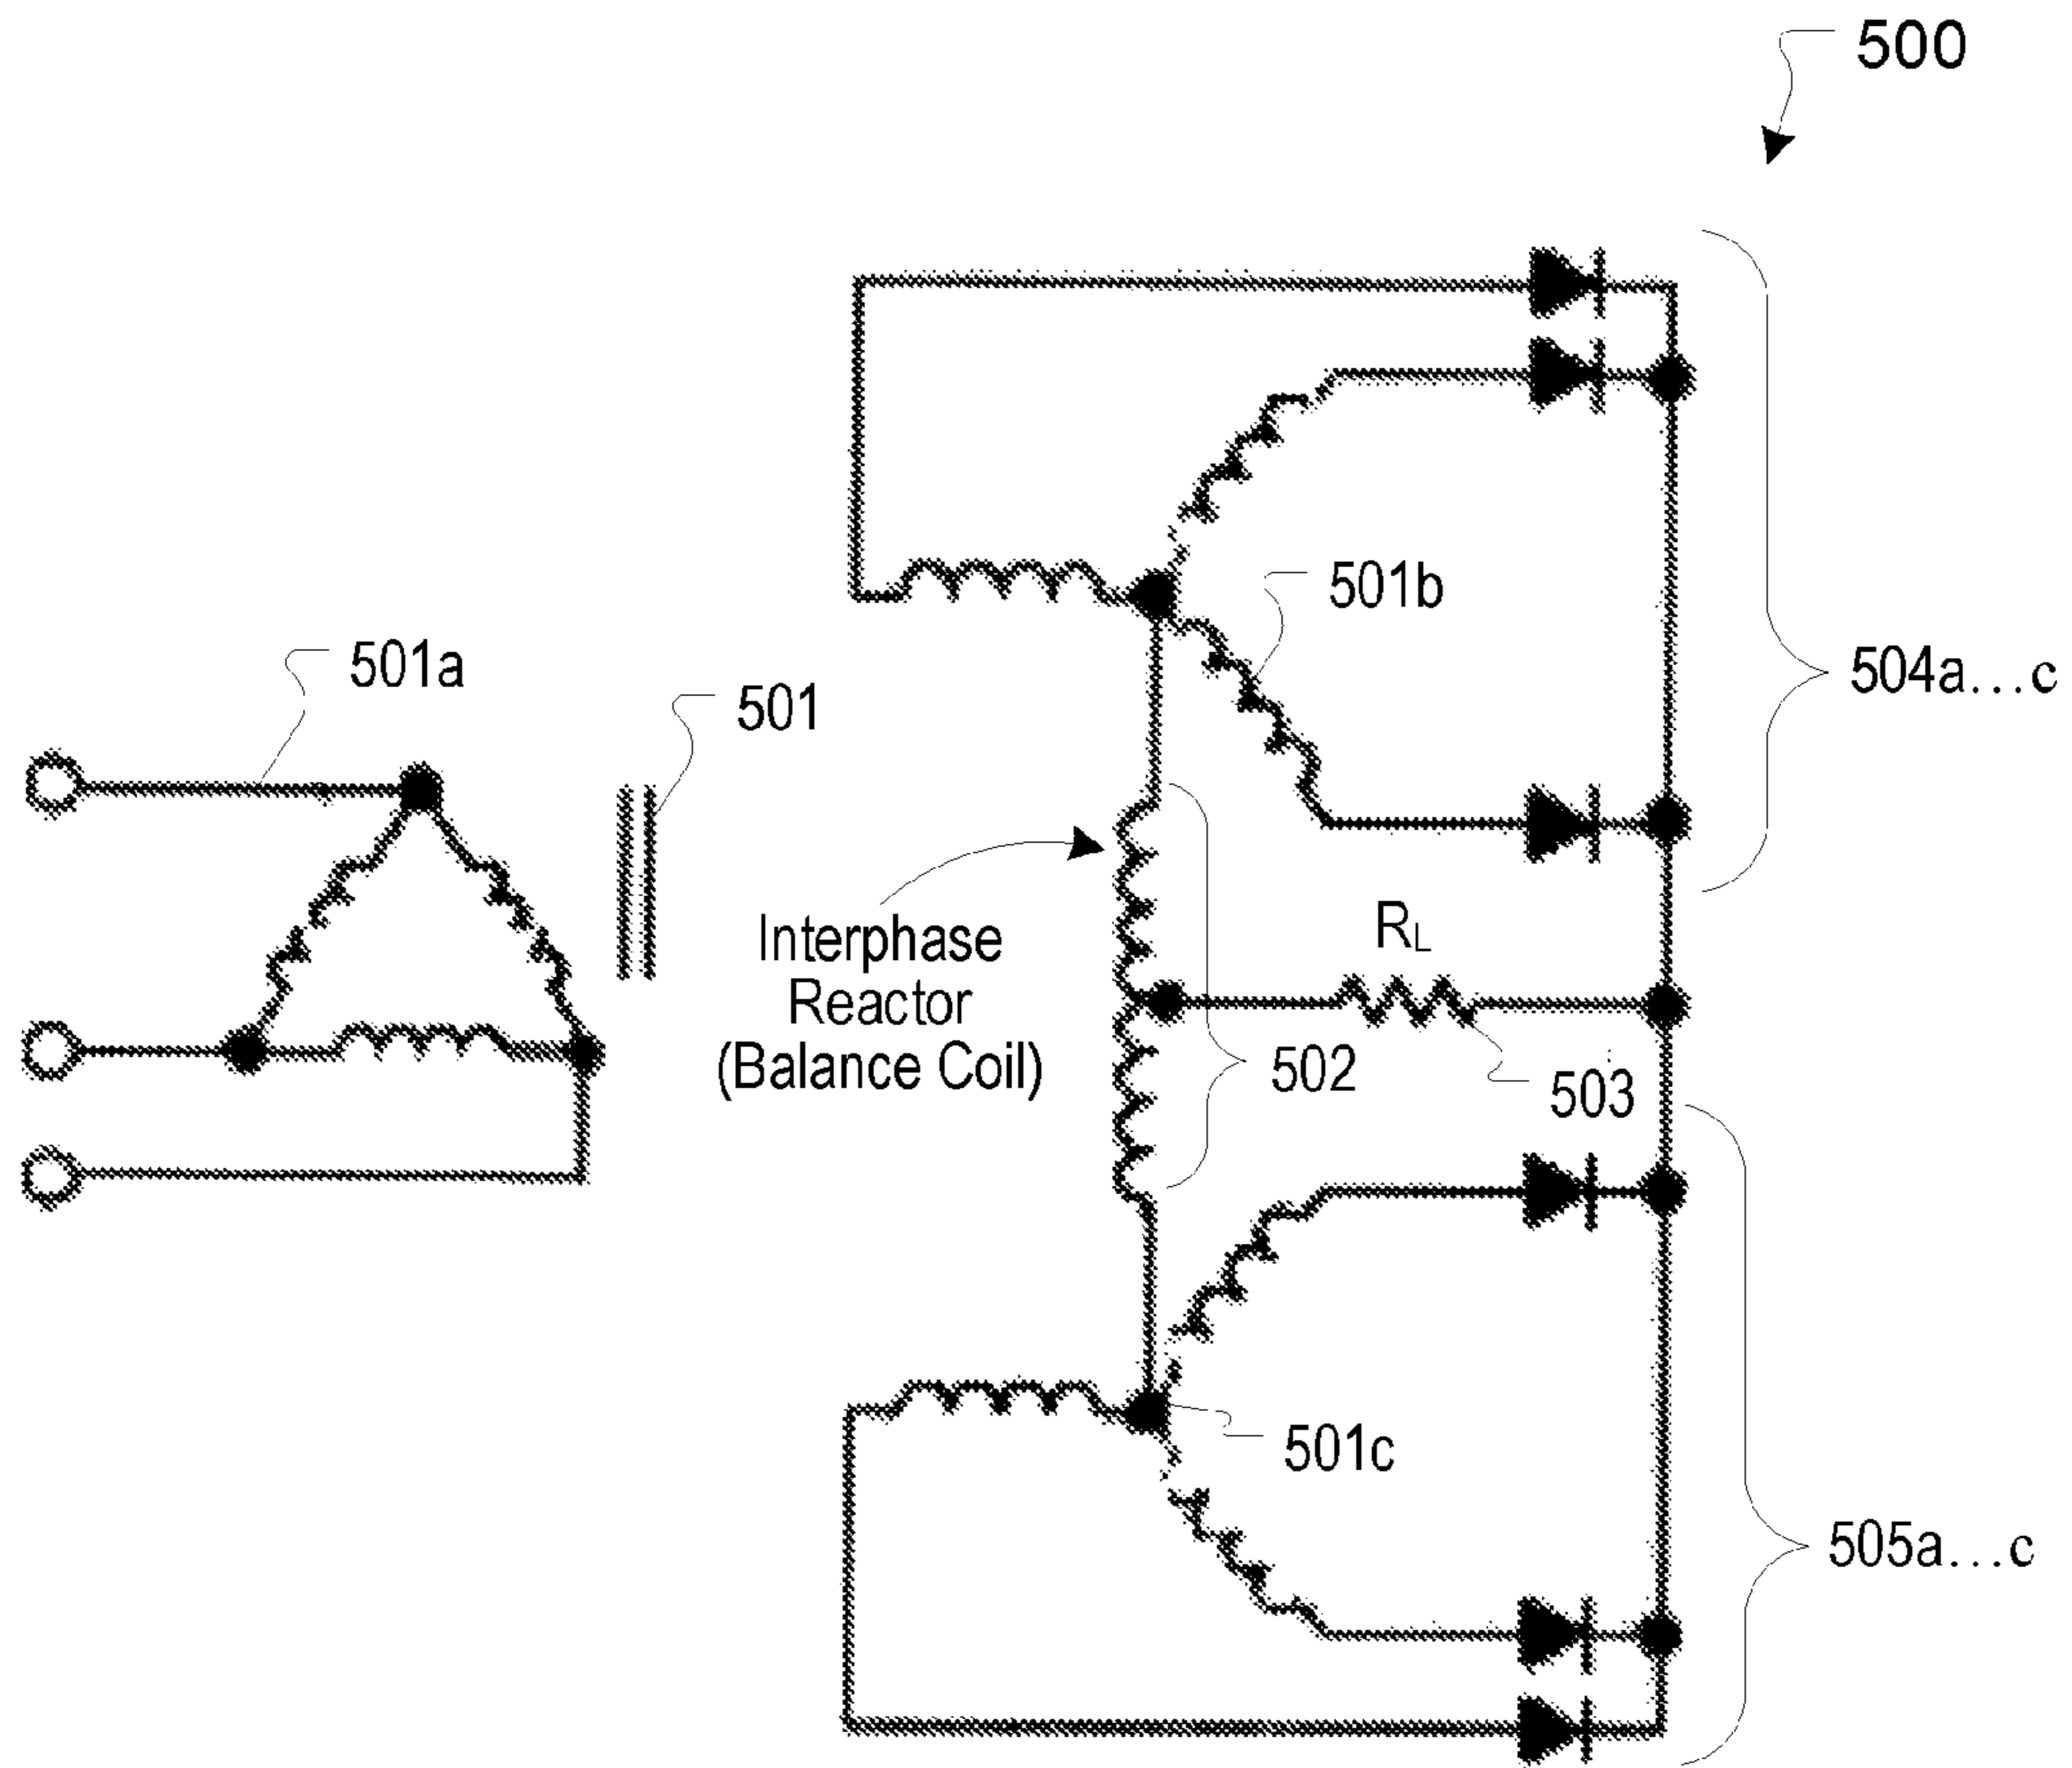 500
501b
501a
504a...c
501
RL
Interphase
Reactor
(Balance Coil)
502
503
501c
505a...c